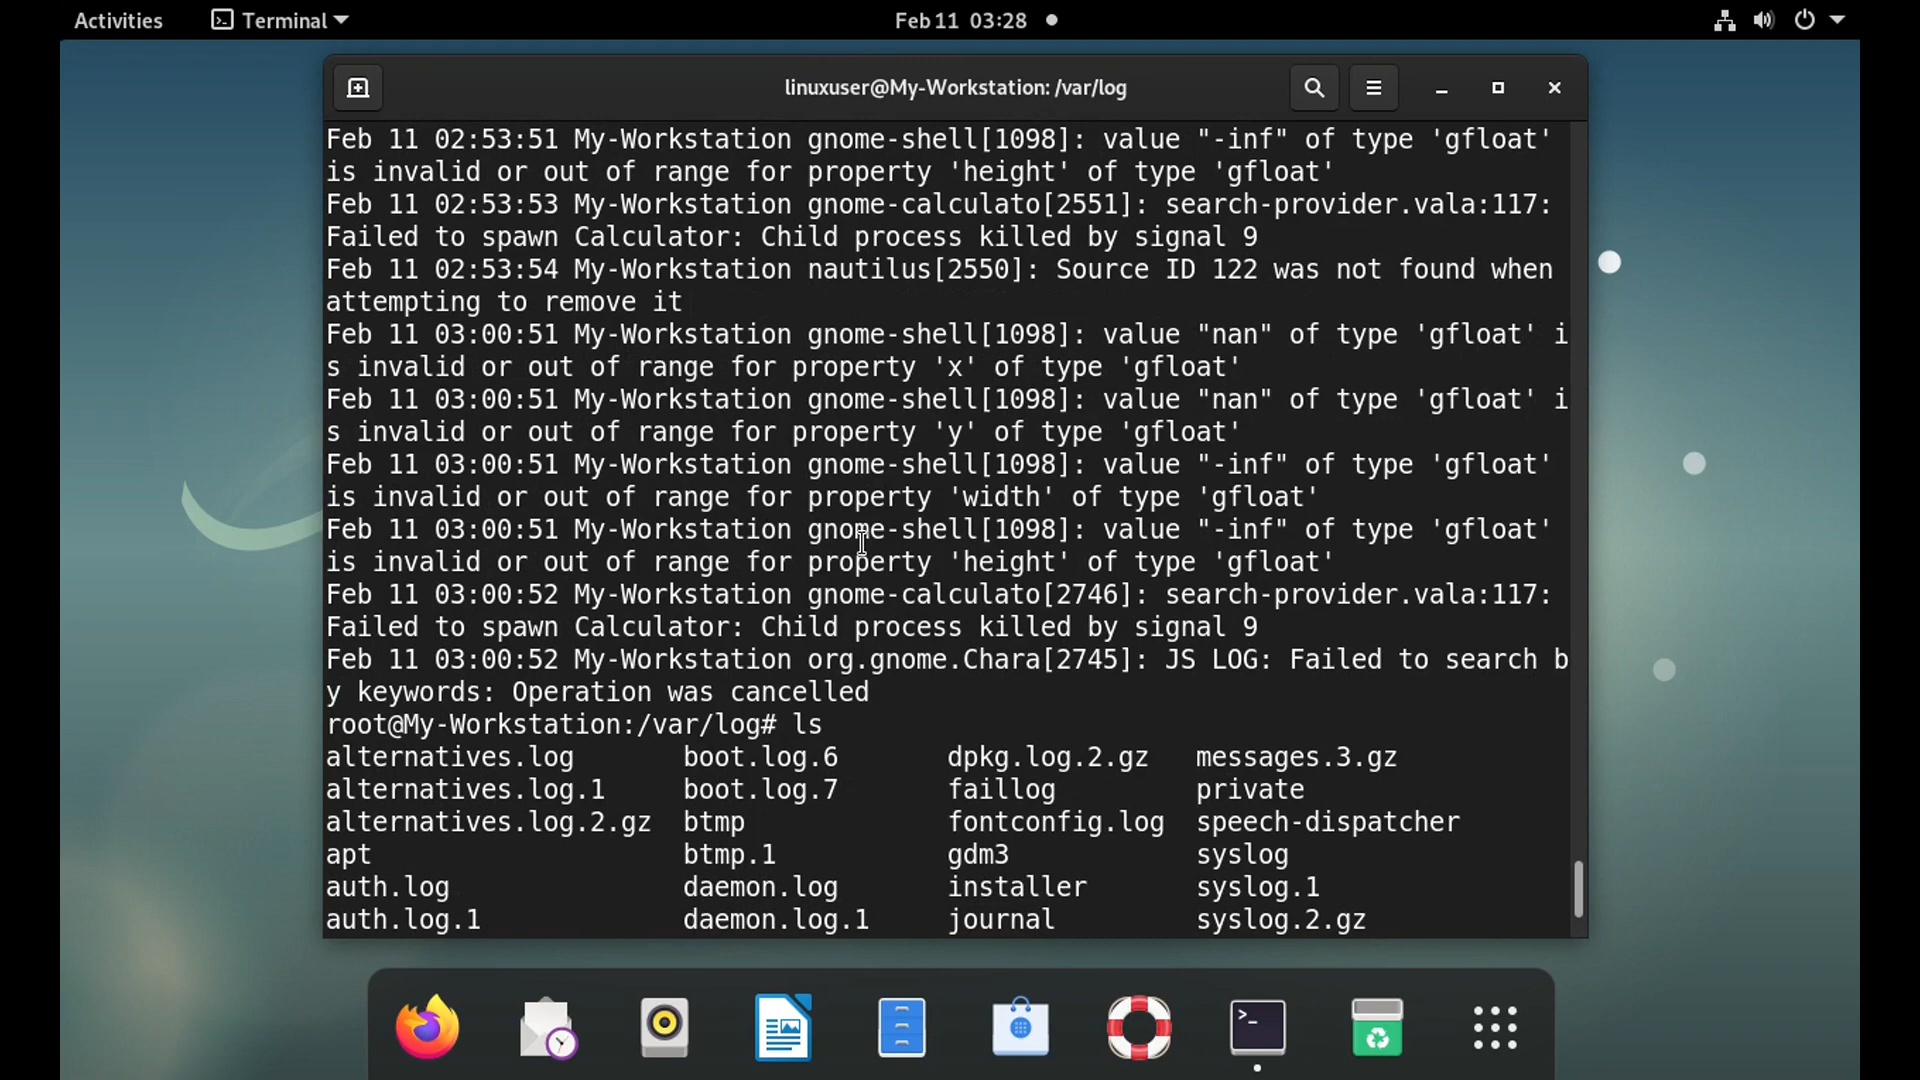 Activities Terminal Feb 11 03:28
linuxuser@My-Workstation: /var/log
Feb 11 02:53:51 My-Workstation gnome-shell[1098]: value "-inf" of type 'gfloat'
is invalid or out of range for property 'height' of type 'gfloat'
Feb 11 02:53:53 My-Workstation gnome-calculato[2551]: search-provider.vala:117:
Failed to spawn Calculator: Child process killed by signal 9
Feb 11 02:53:54 My-Workstation nautilus[2550]: Source ID 122 was not found when
attempting to remove it
Feb 11 03:00:51 My-Workstation gnome-shell[1098]: value "nan" of type 'gfloat' i
s invalid or out of range for property 'x' of type 'gfloat'
Feb 11 03:00:51 My-Workstation gnome-shell[1098]: value "nan" of type 'gfloat' i
s invalid or out of range for property 'y' of type 'gfloat'
Feb 11 03:00:51 My-Workstation gnome-shell[1098]: value "-inf" of type 'gfloat'
is invalid or out of range for property 'width' of type 'gfloat'
Feb 11 03:00:51 My-Workstation gnome-shell[1098]: value "-inf" of type 'gfloat'
is invalid or out of range for property 'height' of type 'gfloat'
Feb 11 03:00:52 My-Workstation gnome-calculato[2746]: search-provider.vala:117:
Failed to spawn Calculator: Child process killed by signal 9
Feb 11 03:00:52 My-Workstation org.gnome.Chara[2745]: JS LOG: Failed to search b
y keywords: Operation was cancelled
root@My-Workstation:/var/log# ls
alternatives.log boot.log.6 dpkg.log.2.gz messages.3.gz
alternatives.log.1 boot.log.7 faillog private
alternatives.log.2.gz btmp fontconfig.log speech-dispatcher
apt btmp.1 gdm3 syslog
auth.log daemon.log installer syslog.1
auth.log.1 daemon.log.1 journal syslog.2.gz